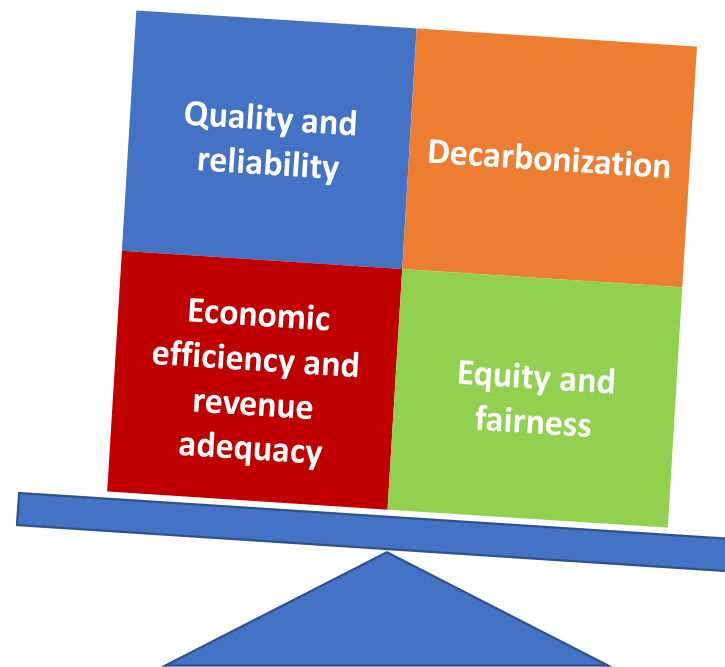 Quality and
reliability
Decarbonization
Economic
efficiency and
revenue
adequacy
Equity and
fairness